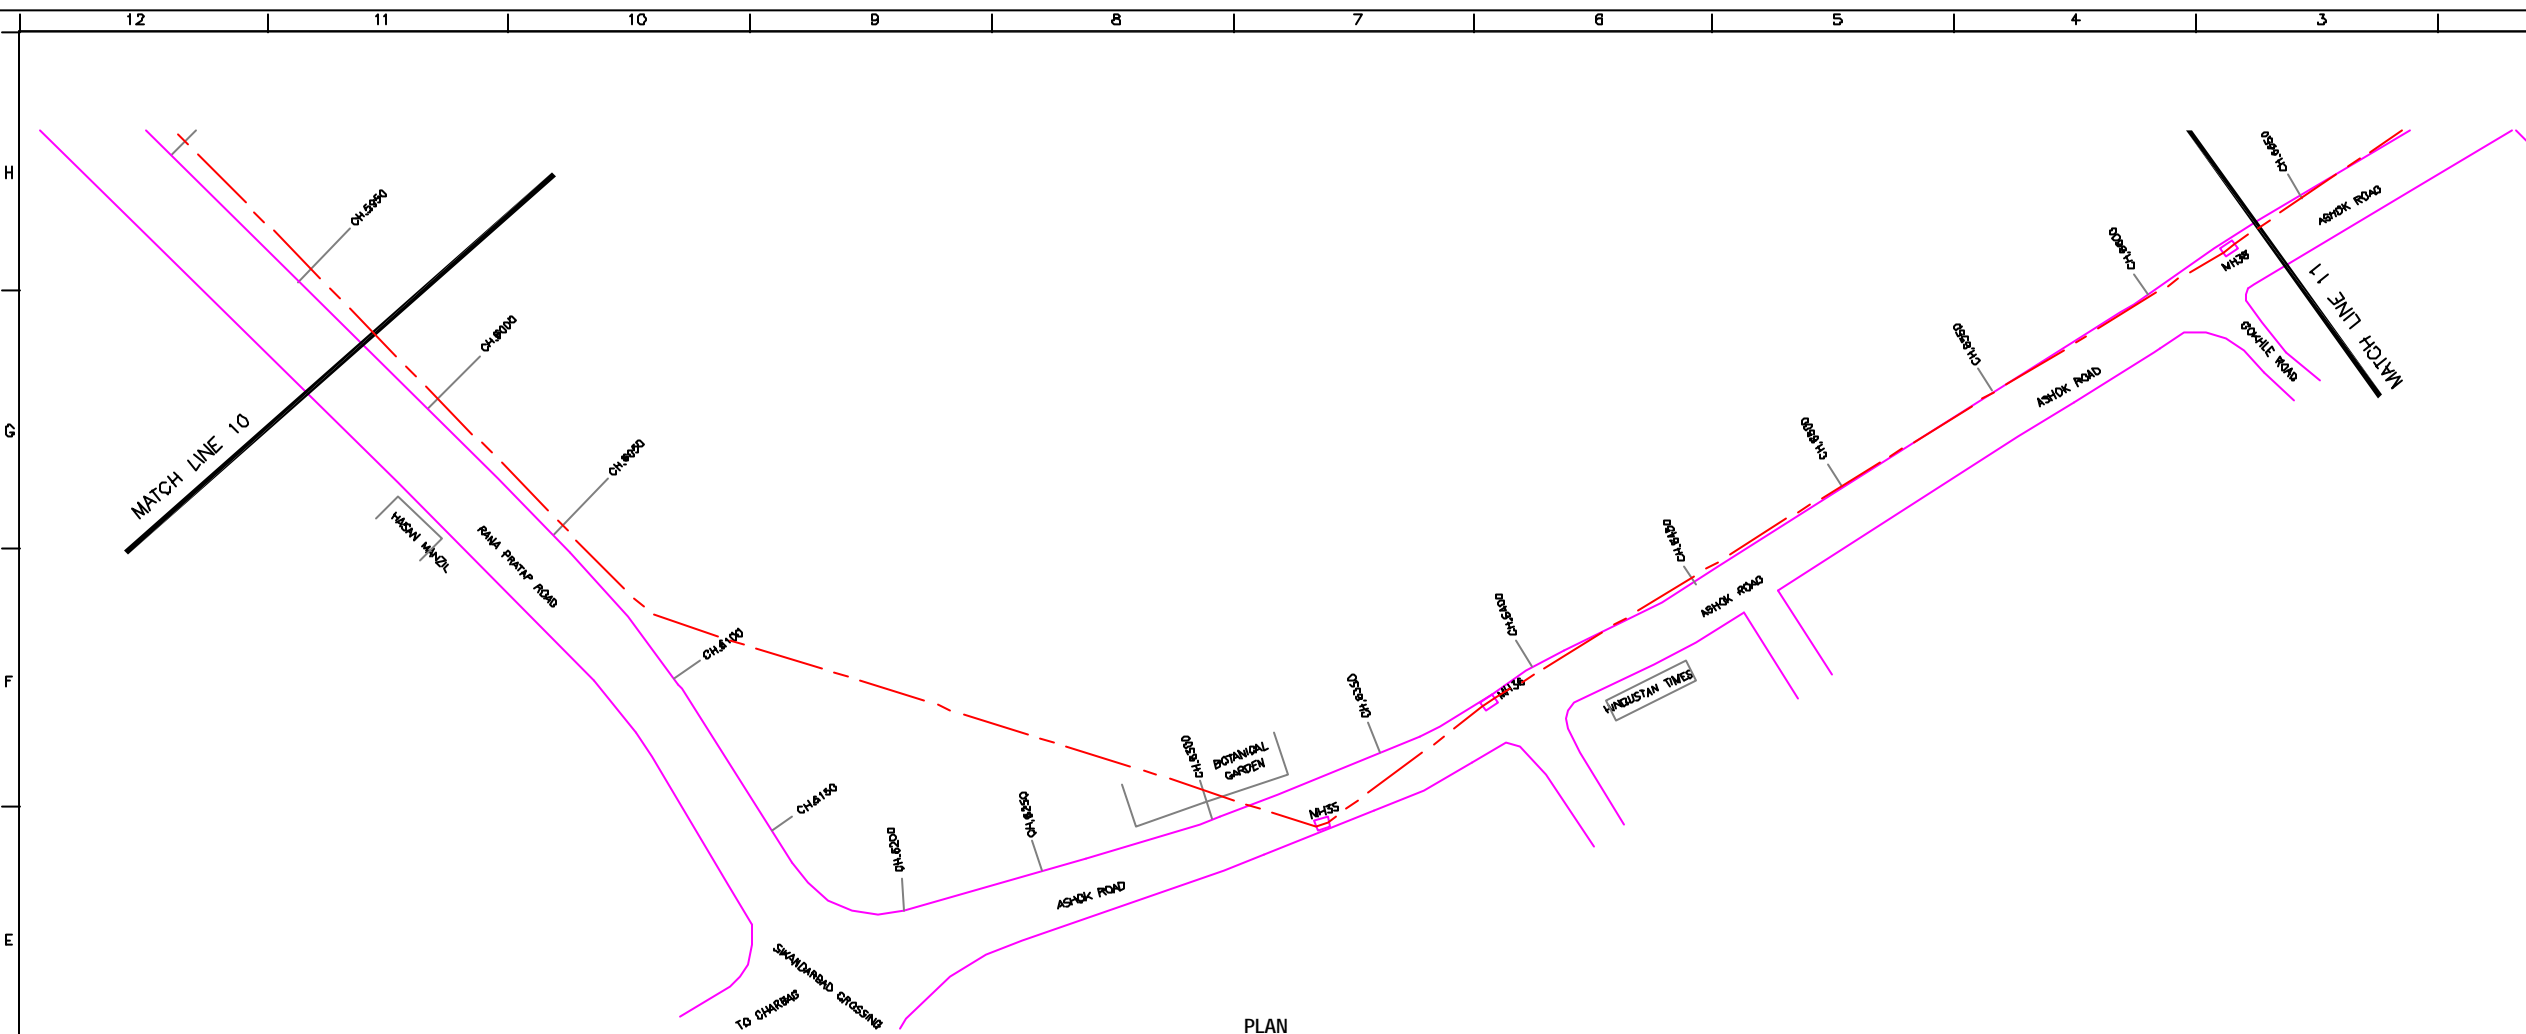 12 11 10 9 8 7 6 5 4 3
H
G
F
E
CH.5950
CH.6000
CH.6050
CH.6100
CH.6150
CH.6200
CH.6250
CH.6300
CH.6350
CH.6400
CH.6450
CH.6500
CH.6550
CH.6600
CH.6650
MATCH LINE 10
HASAN MANZIL
RANA PRATAP ROAD
BOTANICAL
GARDEN
MH35
MH36
HINDUSTAN TIMES
ASHOK ROAD
ASHOK ROAD
ASHOK ROAD
ASHOK ROAD
GOKHLE ROAD
MATCH LINE 11
SIKANDARBAD CROSSING
TO CHARBAG
PLAN